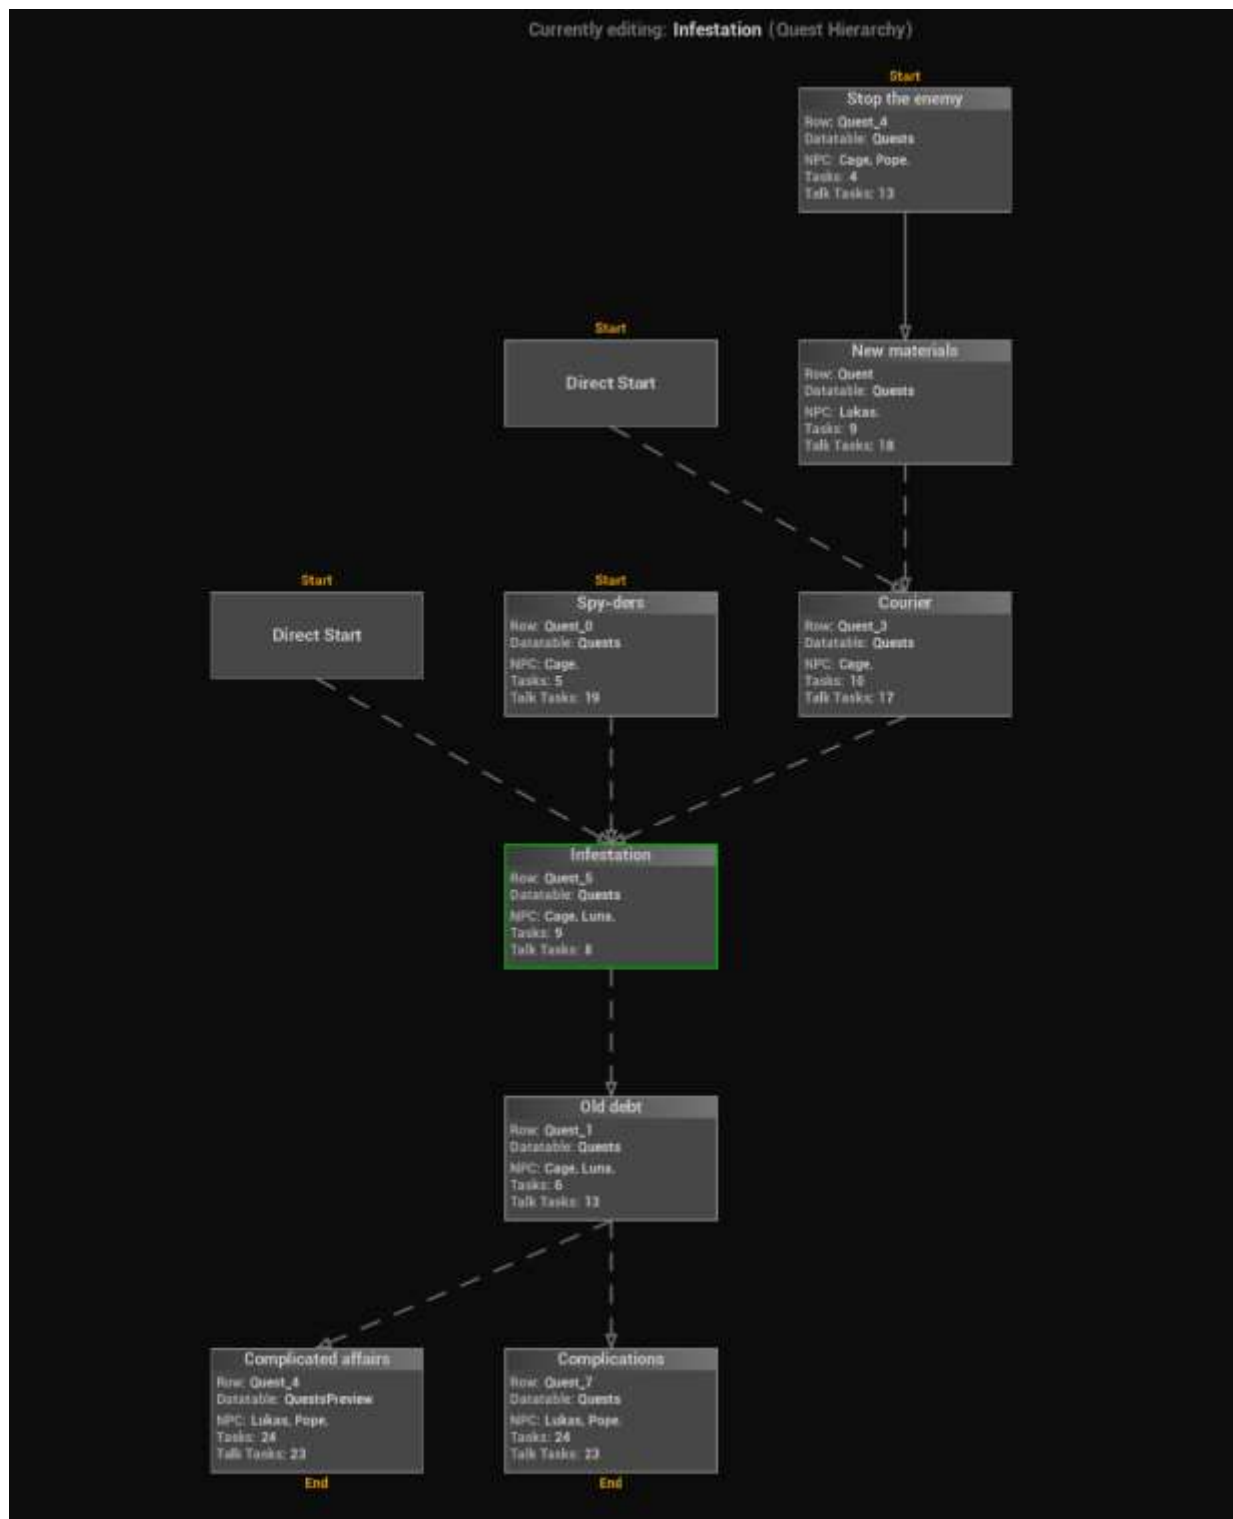 Currently editing: Infestation (Quest Hierarchy)
Start
Stop the enemy
Row: Quest_4
Datatable: Quests
NPC: Cage, Pope.
Tasks: 4
Talk Tasks: 13
Start
Direct Start
New materials
Row: Quest
Datatable: Quests
NPC: Lukas.
Tasks: 9
Talk Tasks: 18
Start
Direct Start
Start
Spy-ders
Row: Quest_0
Datatable: Quests
NPC: Cage.
Tasks: 5
Talk Tasks: 19
Courier
Row: Quest_3
Datatable: Quests
NPC: Cage.
Tasks: 10
Talk Tasks: 17
Infestation
Row: Quest_5
Datatable: Quests
NPC: Cage, Luna.
Tasks: 9
Talk Tasks: 8
Old debt
Row: Quest_1
Datatable: Quests
NPC: Cage, Luna.
Tasks: 6
Talk Tasks: 13
Complicated affairs
Row: Quest_4
Datatable: QuestsPreview
NPC: Lukas, Pope.
Tasks: 24
Talk Tasks: 23
End
Complications
Row: Quest_7
Datatable: Quests
NPC: Lukas, Pope.
Tasks: 24
Talk Tasks: 23
End